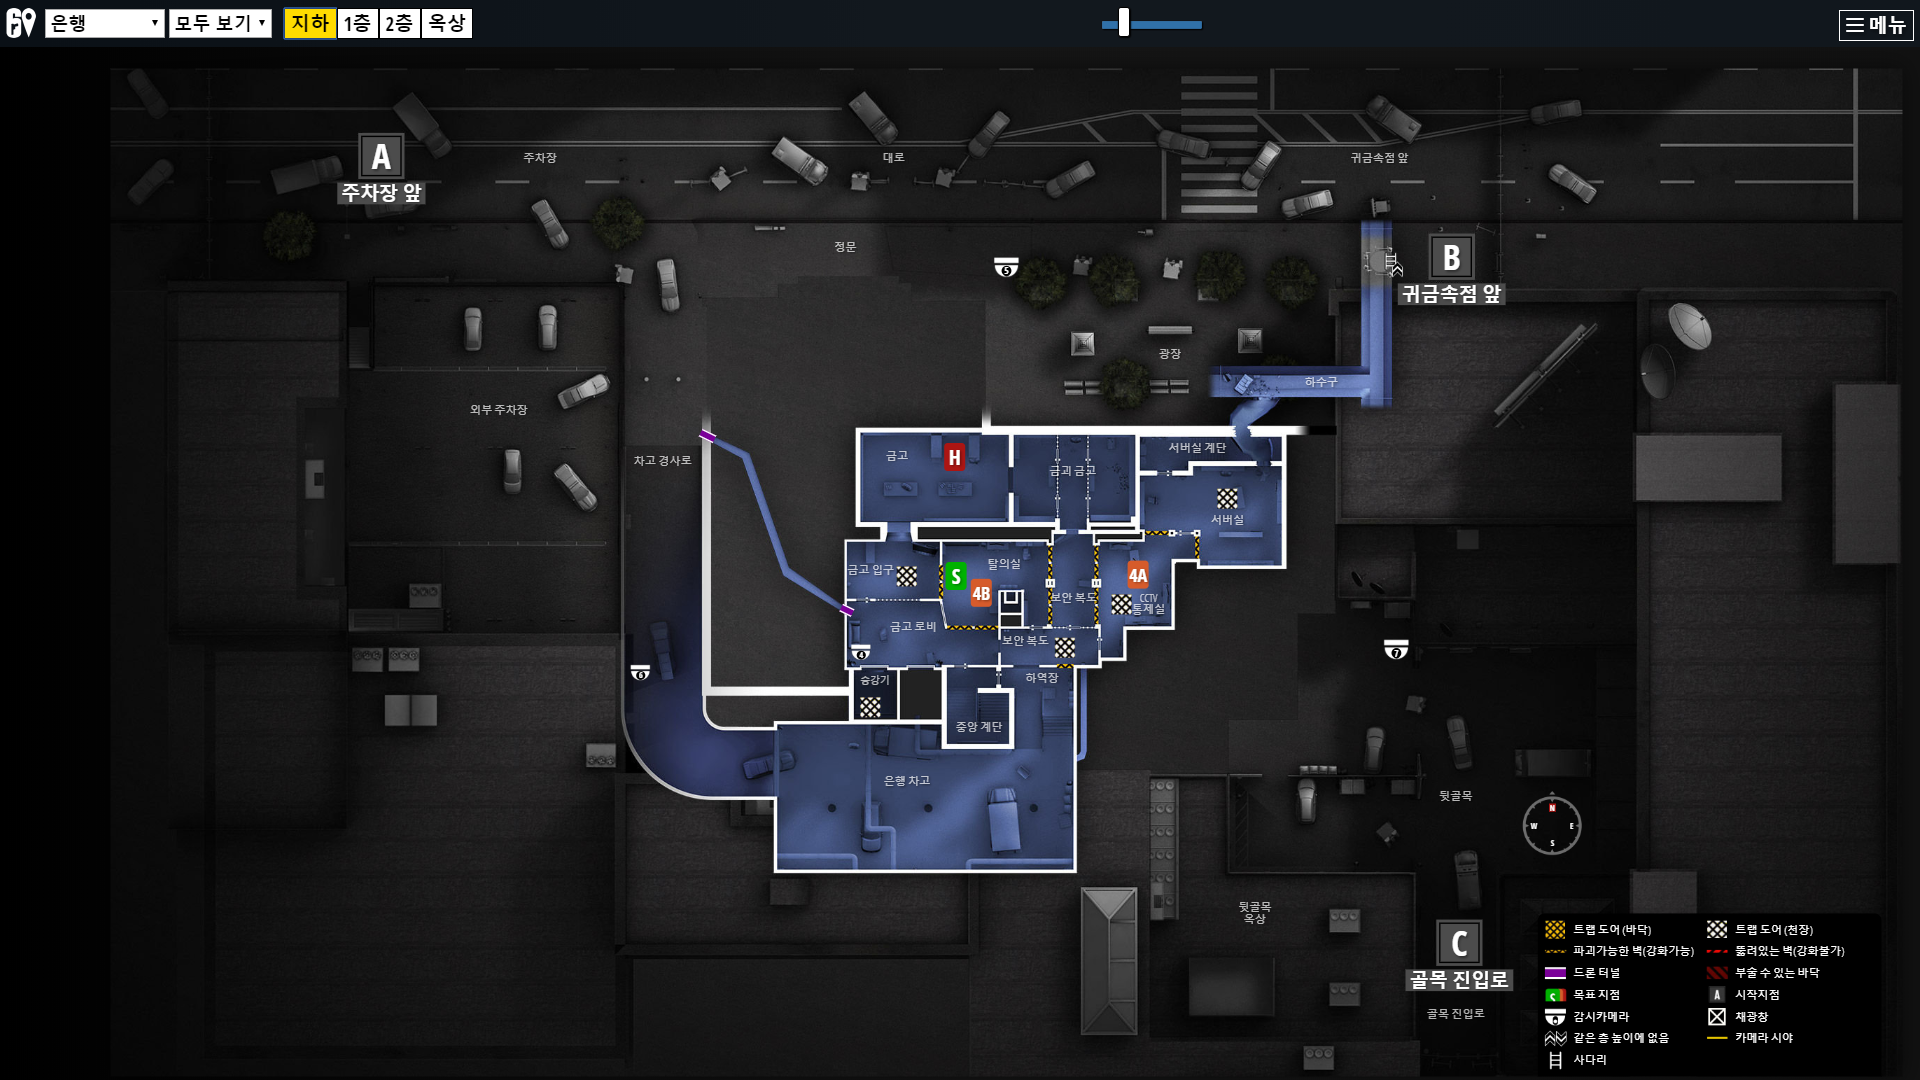 은행
모두 보기
지하
1층
2층
옥상
메뉴
A
주차장 앞
주차장
대로
귀금속점 앞
정문
5
B
귀금속점 앞
광장
하수구
외부 주차장
차고 경사로
금고
H
금괴 금고
서버실 계단
서버실
금고 입구
S
탈의실
4B
보안 복도
4A
CCTV
통제실
금고 로비
보안 복도
4
승강기
하역장
중앙 계단
6
7
은행 차고
뒷골목
N
W
E
S
뒷골목
옥상
C
골목 진입로
골목 진입로
트랩 도어 (바닥)
트랩 도어 (천장)
파괴가능한 벽(강화가능)
뚫려있는 벽(강화불가)
드론 터널
부술 수 있는 바닥
목표 지점
A
시작지점
감시카메라
채광창
같은 층 높이에 없음
카메라 시야
사다리